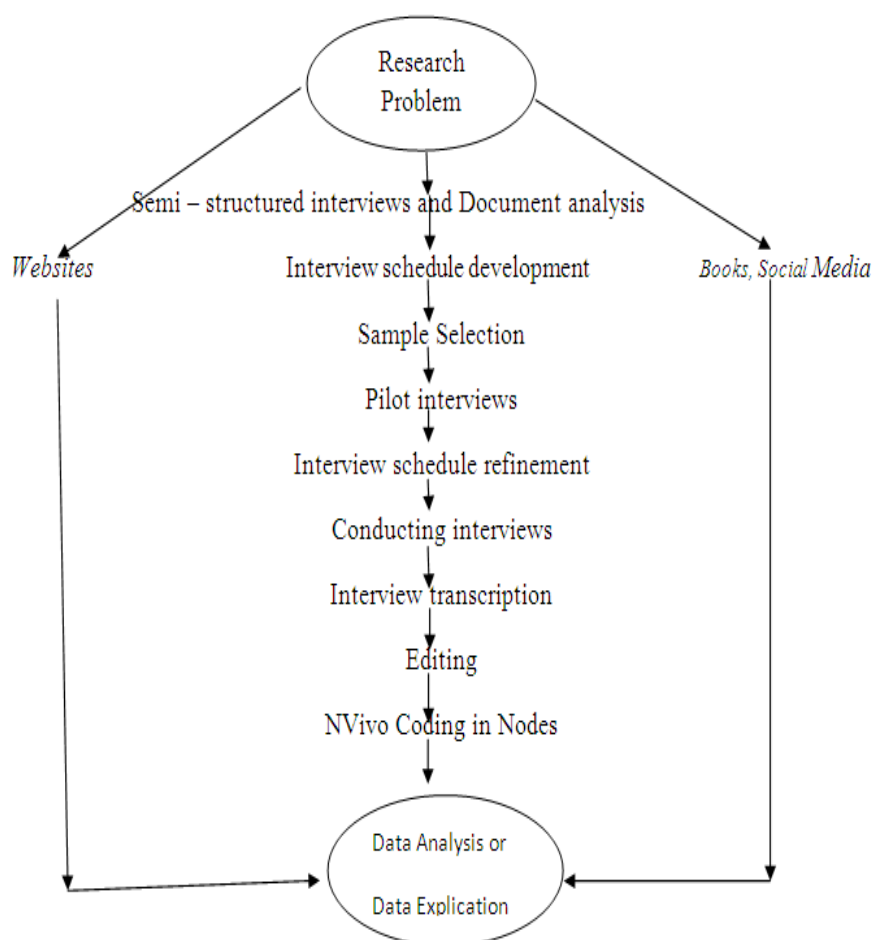 Research
Problem
Semi – structured interviews and Document analysis
Websites
Interview schedule development
Books, Social Media
Sample Selection
Pilot interviews
Interview schedule refinement
Conducting interviews
Interview transcription
Editing
NVivo Coding in Nodes
Data Analysis or
Data Explication